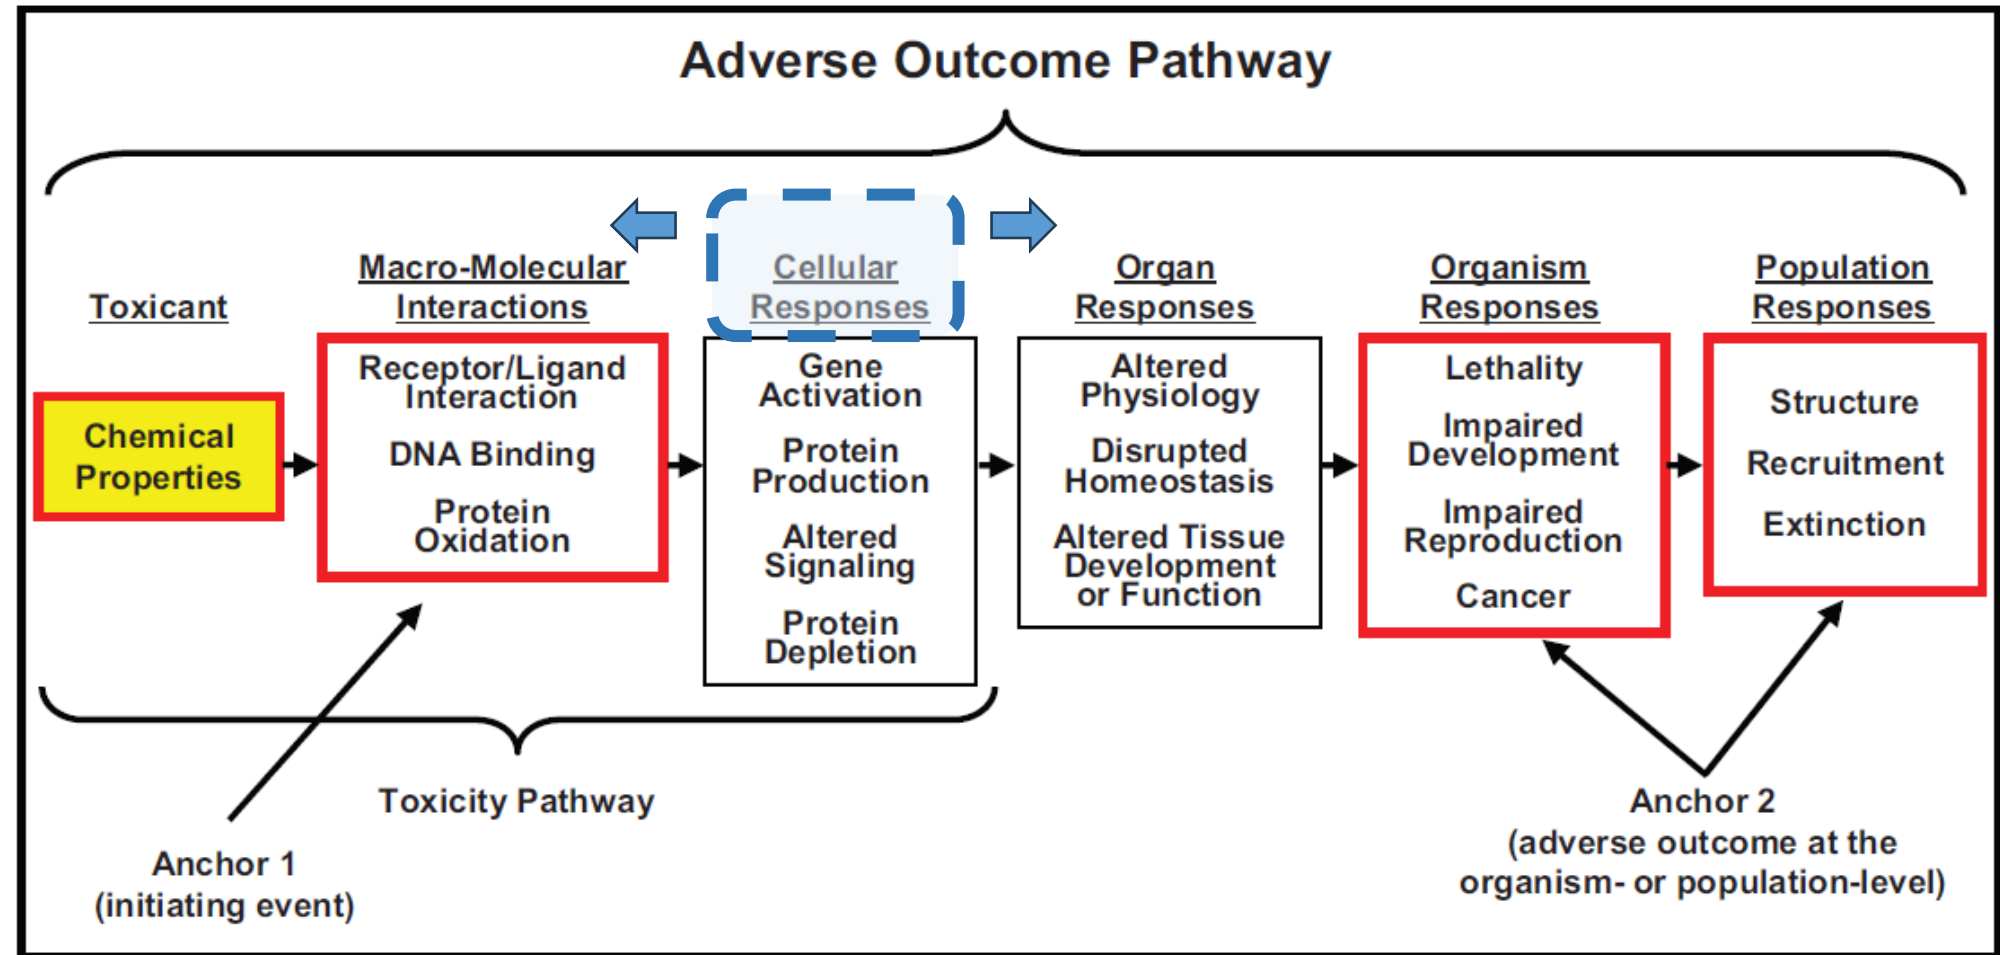 Adverse Outcome Pathway
Toxicant
Chemical
Properties
Macro-Molecular
Interactions
Receptor/Ligand
Interaction
DNA Binding
Protein
Oxidation
Cellular
Responses
Gene
Activation
Protein
Production
Altered
Signaling
Protein
Depletion
Organ
Responses
Altered
Physiology
Disrupted
Homeostasis
Altered Tissue
Development
or Function
Organism
Responses
Lethality
Impaired
Development
Impaired
Reproduction
Cancer
Population
Responses
Structure
Recruitment
Extinction
Toxicity Pathway
Anchor 1
(initiating event)
Anchor 2
(adverse outcome at the
organism- or population-level)